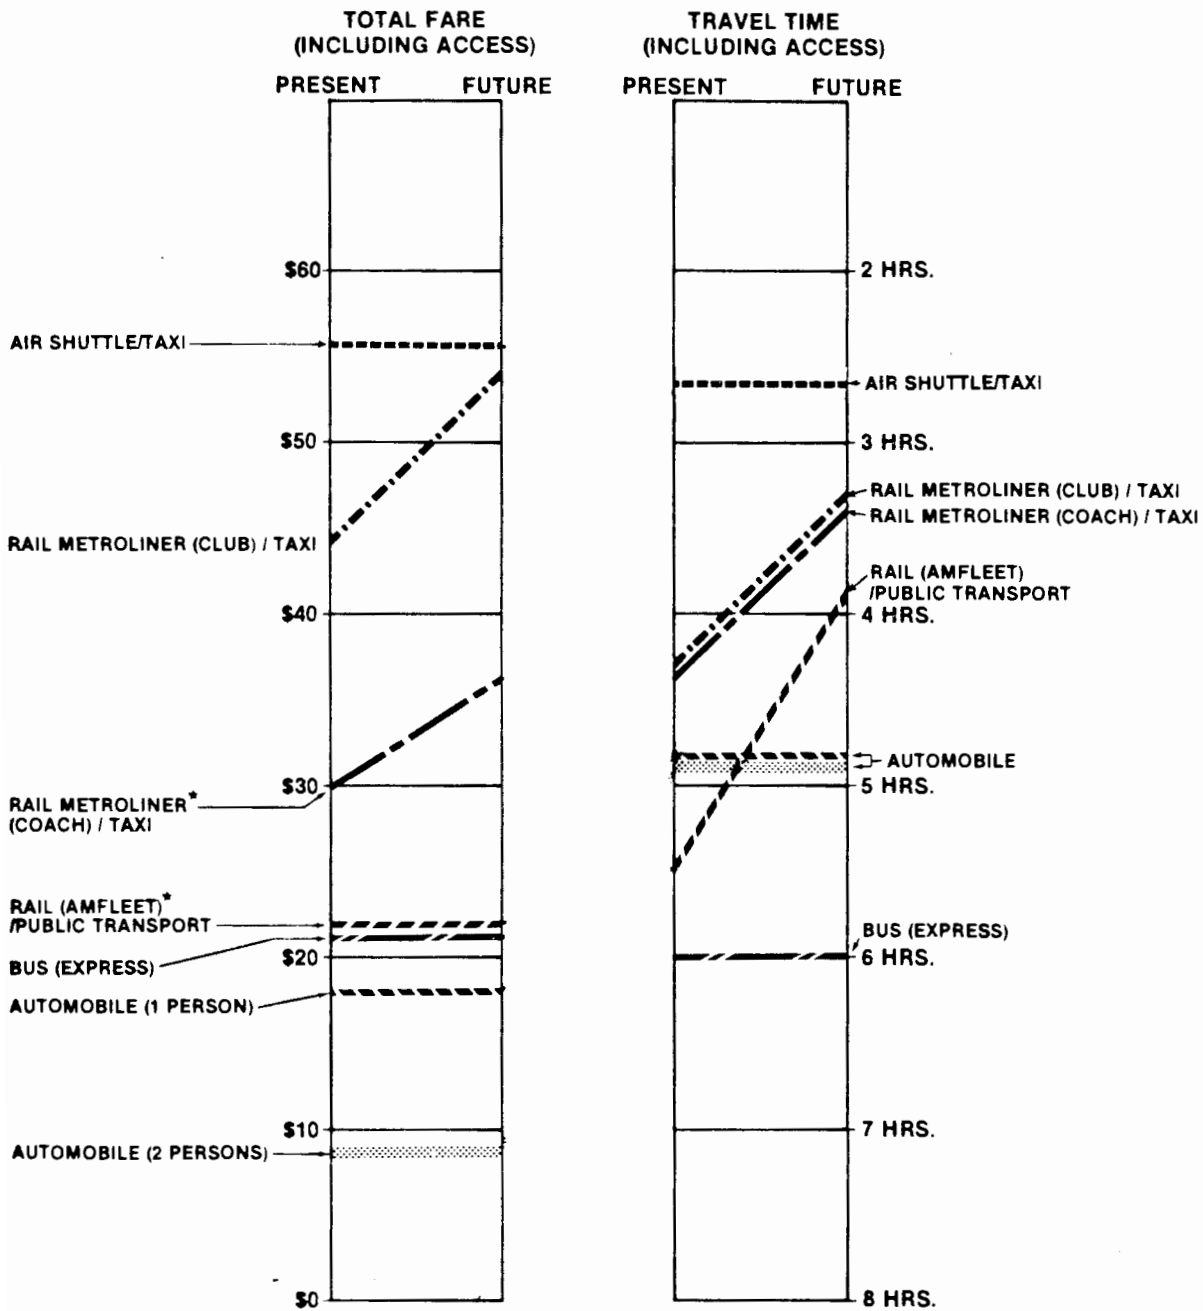 TOTAL FARE
(INCLUDING ACCESS)
PRESENT FUTURE
$60
AIR SHUTTLE/TAXI
$50
RAIL METROLINER (CLUB) / TAXI
$40
$30
RAIL METROLINER*
(COACH) / TAXI
RAIL (AMFLEET)*
/PUBLIC TRANSPORT
$20
BUS (EXPRESS)
AUTOMOBILE (1 PERSON)
$10
AUTOMOBILE (2 PERSONS)
$0
TRAVEL TIME
(INCLUDING ACCESS)
PRESENT FUTURE
2 HRS.
AIR SHUTTLE/TAXI
3 HRS.
RAIL METROLINER (CLUB) / TAXI
RAIL METROLINER (COACH) / TAXI
RAIL (AMFLEET)
/PUBLIC TRANSPORT
4 HRS.
AUTOMOBILE
5 HRS.
BUS (EXPRESS)
6 HRS.
7 HRS.
8 HRS.